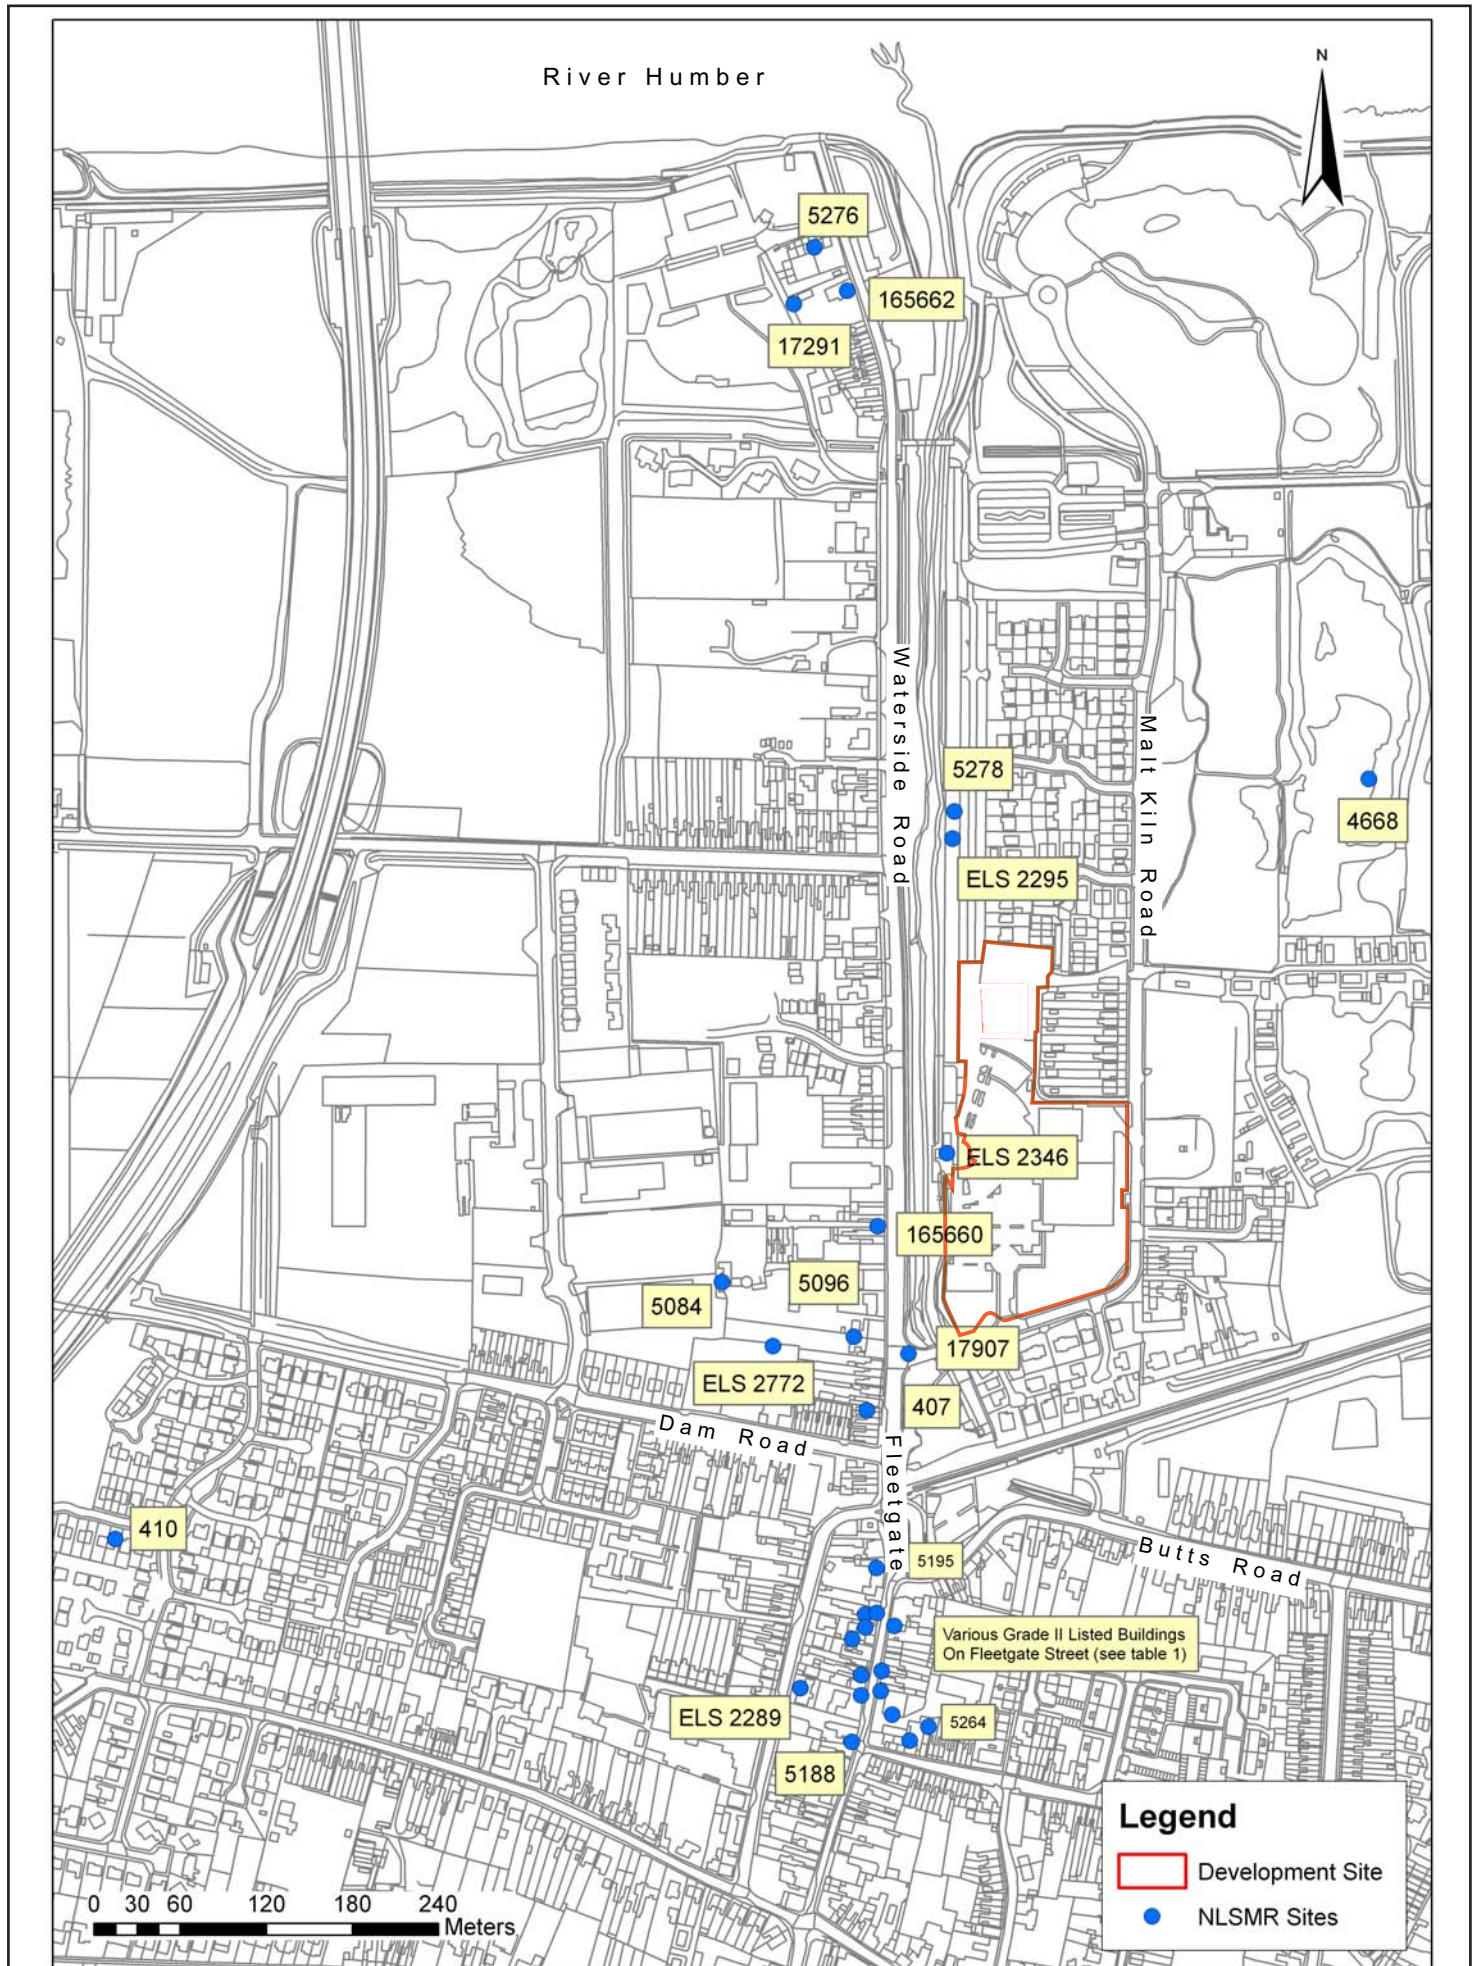 River Humber
N
5276
165662
17291
Waterside Road
Malt Kiln Road
5278
4668
ELS 2295
ELS 2346
165660
5096
5084
17907
ELS 2772
407
Dam Road
Fleetgate
410
5195
Butts Road
Various Grade II Listed Buildings
On Fleetgate Street (see table 1)
ELS 2289
5264
5188
Legend
Development Site
NLSMR Sites
0 30 60 120 180 240
Meters